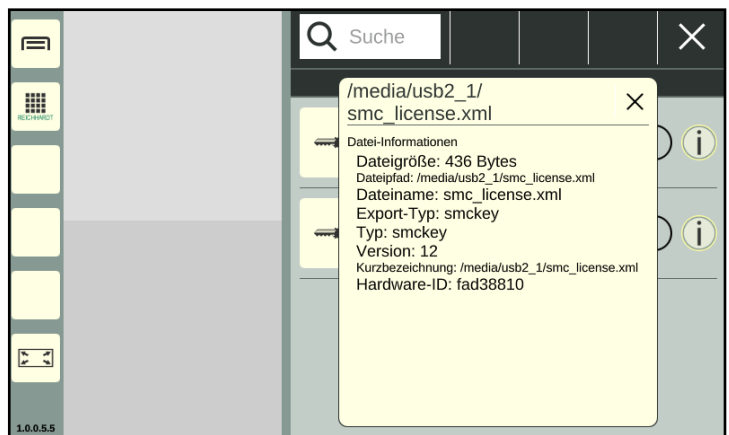 Suche
REICHHARDT
/media/usb2_1/
smc_license.xml
Datei-Informationen
Dateigröße: 436 Bytes
Dateipfad: /media/usb2_1/smc_license.xml
Dateiname: smc_license.xml
Export-Typ: smckey
Typ: smckey
Version: 12
Kurzbezeichnung: /media/usb2_1/smc_license.xml
Hardware-ID: fad38810
i
i
1.0.0.5.5